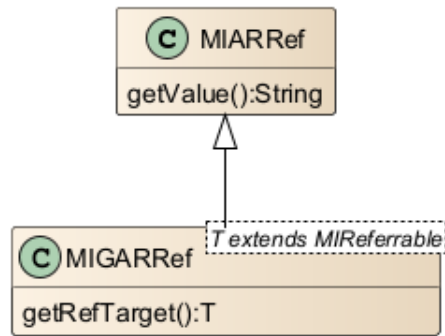 C MIARRef
getValue():String
T extends MIReferrable
C MIGARRef
getRefTarget():T